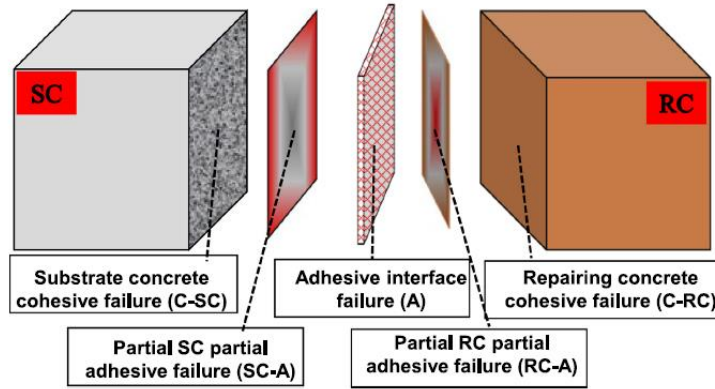 SC
RC
Substrate concrete
cohesive failure (C-SC)
Adhesive interface
failure (A)
Repairing concrete
cohesive failure (C-RC)
Partial SC partial
adhesive failure (SC-A)
Partial RC partial
adhesive failure (RC-A)